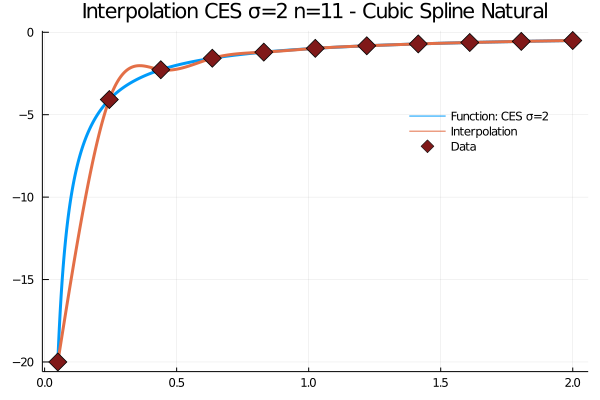 Interpolation CES σ=2 n=11 - Cubic Spline Natural
0
−5
−10
−15
−20
0.0
0.5
1.0
1.5
2.0
Function: CES σ=2
Interpolation
Data